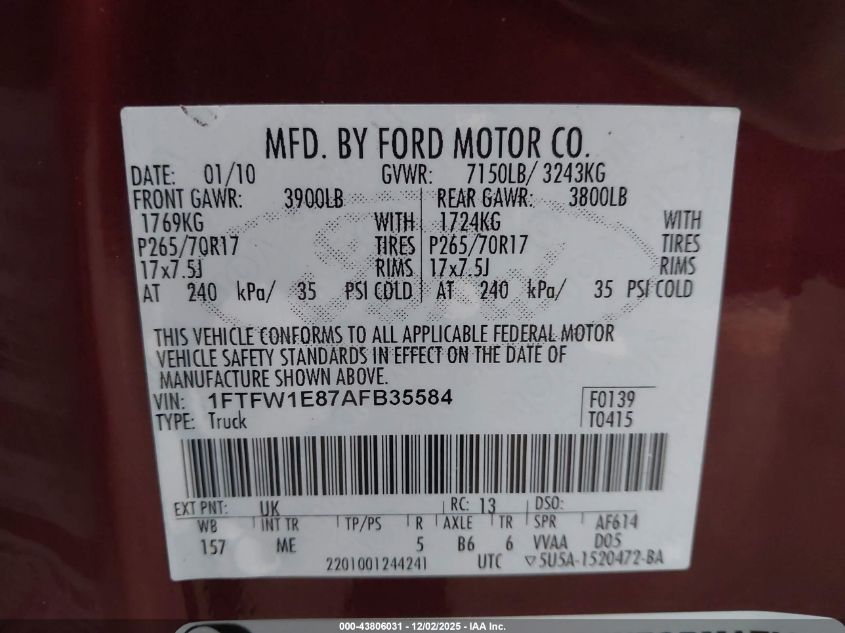 MFD. BY FORD MOTOR CO.
DATE: 01/10 GVWR: 7150LB/ 3243KG
FRONT GAWR: 3900LB REAR GAWR: 3800LB
1769KG WITH 1724KG WITH
P265/70R17 TIRES P265/70R17 TIRES
17x7.5J RIMS 17x7.5J RIMS
AT 240 kPa/ 35 PSI COLD AT 240 kPa/ 35 PSI COLD
THIS VEHICLE CONFORMS TO ALL APPLICABLE FEDERAL MOTOR
VEHICLE SAFETY STANDARDS IN EFFECT ON THE DATE OF
MANUFACTURE SHOWN ABOVE.
VIN: 1FTFW1E87AFB35584 F0139
TYPE: Truck T0415
EXT PNT: UK RC: 13 DSO:
WB INT TR TP/PS R AXLE TR SPR AF614
157 ME 5 B6 6 VVAA D05
2201001244241 UTC ▽5U5A-1520472-BA
000-43806031 - 12/02/2025 - IAA Inc.